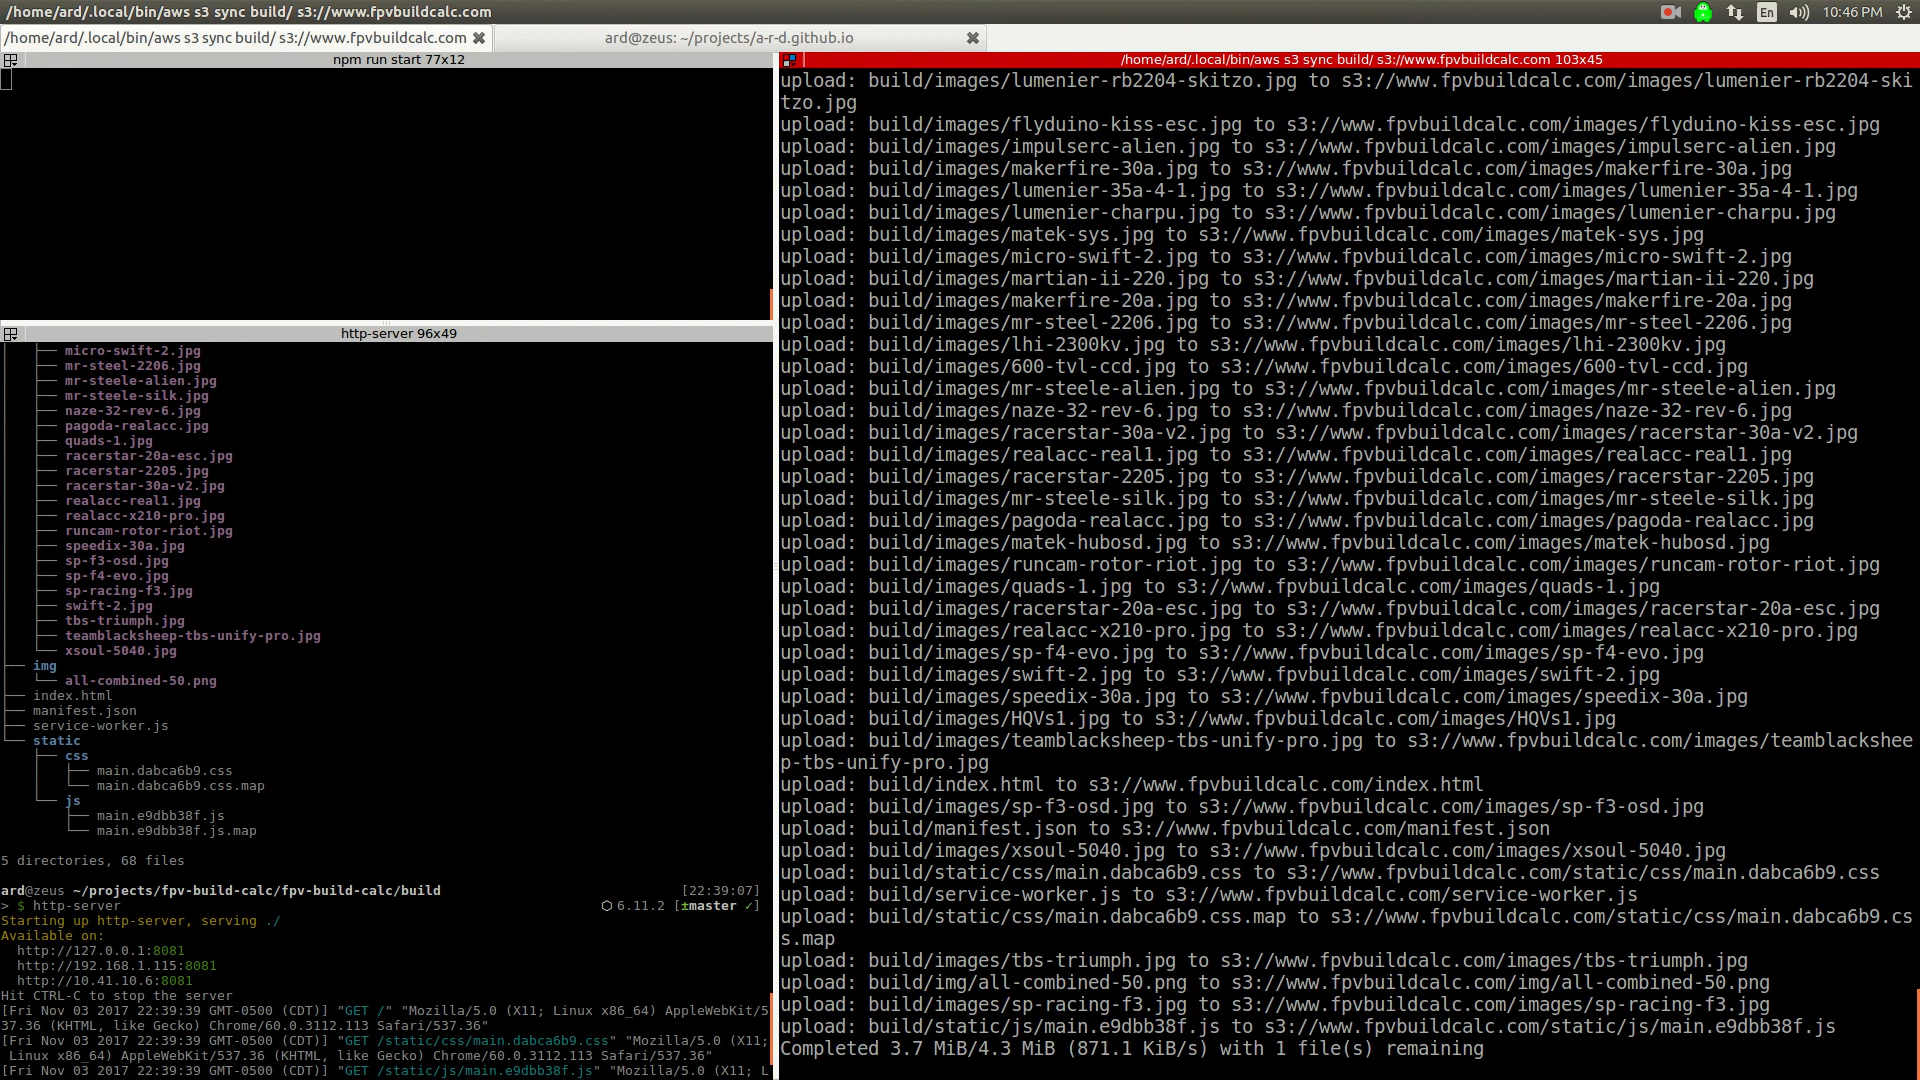 /home/ard/.local/bin/aws s3 sync build/ s3://www.fpvbuildcalc.com
En
10:46 PM
/home/ard/.local/bin/aws s3 sync build/ s3://www.fpvbuildcalc.com
ard@zeus: ~/projects/a-r-d.github.io
npm run start 77x12
http-server 96x49
├── micro-swift-2.jpg
├── mr-steel-2206.jpg
├── mr-steele-alien.jpg
├── mr-steele-silk.jpg
├── naze-32-rev-6.jpg
├── pagoda-realacc.jpg
├── quads-1.jpg
├── racerstar-20a-esc.jpg
├── racerstar-2205.jpg
├── racerstar-30a-v2.jpg
├── realacc-real1.jpg
├── realacc-x210-pro.jpg
├── runcam-rotor-riot.jpg
├── speedix-30a.jpg
├── sp-f3-osd.jpg
├── sp-f4-evo.jpg
├── sp-racing-f3.jpg
├── swift-2.jpg
├── tbs-triumph.jpg
├── teamblacksheep-tbs-unify-pro.jpg
└── xsoul-5040.jpg
├── img
│   └── all-combined-50.png
├── index.html
├── manifest.json
├── service-worker.js
└── static
├── css
│   ├── main.dabca6b9.css
│   └── main.dabca6b9.css.map
└── js
├── main.e9dbb38f.js
└── main.e9dbb38f.js.map
5 directories, 68 files
ard@zeus ~/projects/fpv-build-calc/fpv-build-calc/build [22:39:07]
> $ http-server ⬡ 6.11.2 [±master ✓]
Starting up http-server, serving ./
Available on:
http://127.0.0.1:8081
http://192.168.1.115:8081
http://10.41.10.6:8081
Hit CTRL-C to stop the server
[Fri Nov 03 2017 22:39:39 GMT-0500 (CDT)] "GET /" "Mozilla/5.0 (X11; Linux x86_64) AppleWebKit/5
37.36 (KHTML, like Gecko) Chrome/60.0.3112.113 Safari/537.36"
[Fri Nov 03 2017 22:39:39 GMT-0500 (CDT)] "GET /static/css/main.dabca6b9.css" "Mozilla/5.0 (X11;
Linux x86_64) AppleWebKit/537.36 (KHTML, like Gecko) Chrome/60.0.3112.113 Safari/537.36"
[Fri Nov 03 2017 22:39:39 GMT-0500 (CDT)] "GET /static/js/main.e9dbb38f.js" "Mozilla/5.0 (X11; L
/home/ard/.local/bin/aws s3 sync build/ s3://www.fpvbuildcalc.com 103x45
upload: build/images/lumenier-rb2204-skitzo.jpg to s3://www.fpvbuildcalc.com/images/lumenier-rb2204-ski
tzo.jpg
upload: build/images/flyduino-kiss-esc.jpg to s3://www.fpvbuildcalc.com/images/flyduino-kiss-esc.jpg
upload: build/images/impulserc-alien.jpg to s3://www.fpvbuildcalc.com/images/impulserc-alien.jpg
upload: build/images/makerfire-30a.jpg to s3://www.fpvbuildcalc.com/images/makerfire-30a.jpg
upload: build/images/lumenier-35a-4-1.jpg to s3://www.fpvbuildcalc.com/images/lumenier-35a-4-1.jpg
upload: build/images/lumenier-charpu.jpg to s3://www.fpvbuildcalc.com/images/lumenier-charpu.jpg
upload: build/images/matek-sys.jpg to s3://www.fpvbuildcalc.com/images/matek-sys.jpg
upload: build/images/micro-swift-2.jpg to s3://www.fpvbuildcalc.com/images/micro-swift-2.jpg
upload: build/images/martian-ii-220.jpg to s3://www.fpvbuildcalc.com/images/martian-ii-220.jpg
upload: build/images/makerfire-20a.jpg to s3://www.fpvbuildcalc.com/images/makerfire-20a.jpg
upload: build/images/mr-steel-2206.jpg to s3://www.fpvbuildcalc.com/images/mr-steel-2206.jpg
upload: build/images/lhi-2300kv.jpg to s3://www.fpvbuildcalc.com/images/lhi-2300kv.jpg
upload: build/images/600-tvl-ccd.jpg to s3://www.fpvbuildcalc.com/images/600-tvl-ccd.jpg
upload: build/images/mr-steele-alien.jpg to s3://www.fpvbuildcalc.com/images/mr-steele-alien.jpg
upload: build/images/naze-32-rev-6.jpg to s3://www.fpvbuildcalc.com/images/naze-32-rev-6.jpg
upload: build/images/racerstar-30a-v2.jpg to s3://www.fpvbuildcalc.com/images/racerstar-30a-v2.jpg
upload: build/images/realacc-real1.jpg to s3://www.fpvbuildcalc.com/images/realacc-real1.jpg
upload: build/images/racerstar-2205.jpg to s3://www.fpvbuildcalc.com/images/racerstar-2205.jpg
upload: build/images/mr-steele-silk.jpg to s3://www.fpvbuildcalc.com/images/mr-steele-silk.jpg
upload: build/images/pagoda-realacc.jpg to s3://www.fpvbuildcalc.com/images/pagoda-realacc.jpg
upload: build/images/matek-hubosd.jpg to s3://www.fpvbuildcalc.com/images/matek-hubosd.jpg
upload: build/images/runcam-rotor-riot.jpg to s3://www.fpvbuildcalc.com/images/runcam-rotor-riot.jpg
upload: build/images/quads-1.jpg to s3://www.fpvbuildcalc.com/images/quads-1.jpg
upload: build/images/racerstar-20a-esc.jpg to s3://www.fpvbuildcalc.com/images/racerstar-20a-esc.jpg
upload: build/images/realacc-x210-pro.jpg to s3://www.fpvbuildcalc.com/images/realacc-x210-pro.jpg
upload: build/images/sp-f4-evo.jpg to s3://www.fpvbuildcalc.com/images/sp-f4-evo.jpg
upload: build/images/swift-2.jpg to s3://www.fpvbuildcalc.com/images/swift-2.jpg
upload: build/images/speedix-30a.jpg to s3://www.fpvbuildcalc.com/images/speedix-30a.jpg
upload: build/images/HQVs1.jpg to s3://www.fpvbuildcalc.com/images/HQVs1.jpg
upload: build/images/teamblacksheep-tbs-unify-pro.jpg to s3://www.fpvbuildcalc.com/images/teamblackshee
p-tbs-unify-pro.jpg
upload: build/index.html to s3://www.fpvbuildcalc.com/index.html
upload: build/images/sp-f3-osd.jpg to s3://www.fpvbuildcalc.com/images/sp-f3-osd.jpg
upload: build/manifest.json to s3://www.fpvbuildcalc.com/manifest.json
upload: build/images/xsoul-5040.jpg to s3://www.fpvbuildcalc.com/images/xsoul-5040.jpg
upload: build/static/css/main.dabca6b9.css to s3://www.fpvbuildcalc.com/static/css/main.dabca6b9.css
upload: build/service-worker.js to s3://www.fpvbuildcalc.com/service-worker.js
upload: build/static/css/main.dabca6b9.css.map to s3://www.fpvbuildcalc.com/static/css/main.dabca6b9.cs
s.map
upload: build/images/tbs-triumph.jpg to s3://www.fpvbuildcalc.com/images/tbs-triumph.jpg
upload: build/img/all-combined-50.png to s3://www.fpvbuildcalc.com/img/all-combined-50.png
upload: build/images/sp-racing-f3.jpg to s3://www.fpvbuildcalc.com/images/sp-racing-f3.jpg
upload: build/static/js/main.e9dbb38f.js to s3://www.fpvbuildcalc.com/static/js/main.e9dbb38f.js
Completed 3.7 MiB/4.3 MiB (871.1 KiB/s) with 1 file(s) remaining